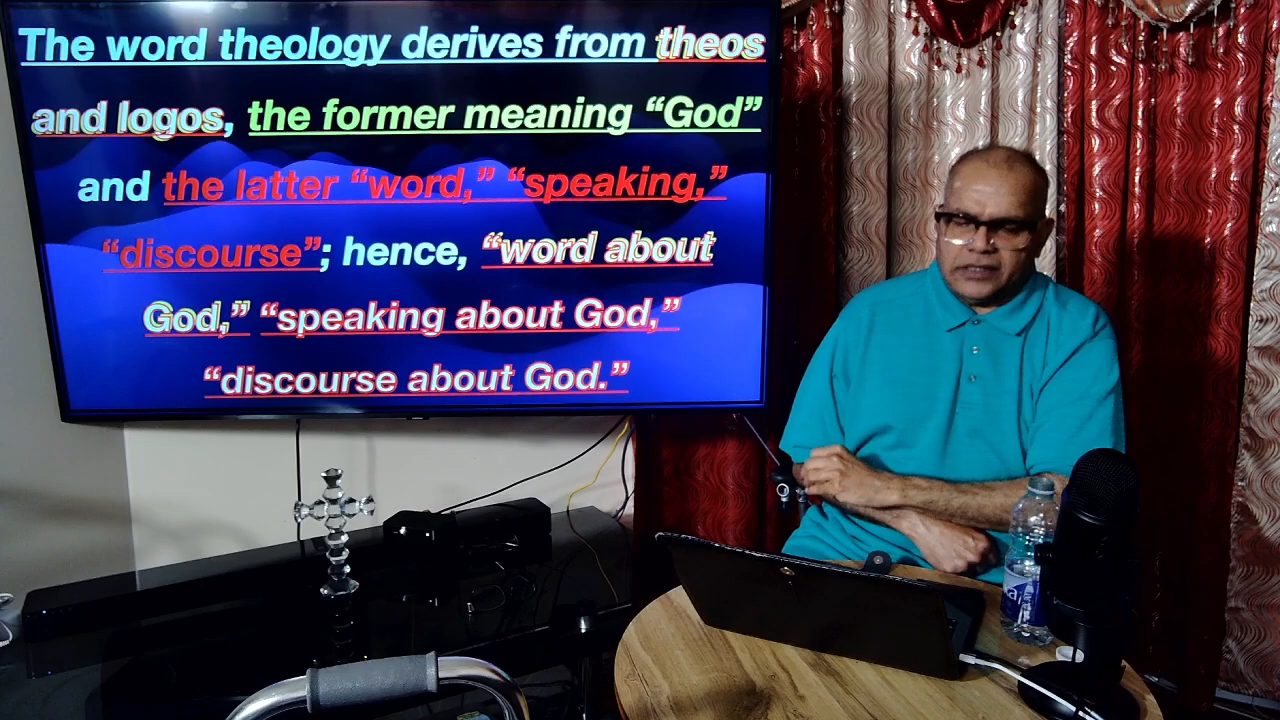 The word theology derives from theos
and logos, the former meaning “God”
and the latter “word,” “speaking,”
“discourse”; hence, “word about
God,” “speaking about God,”
“discourse about God.”